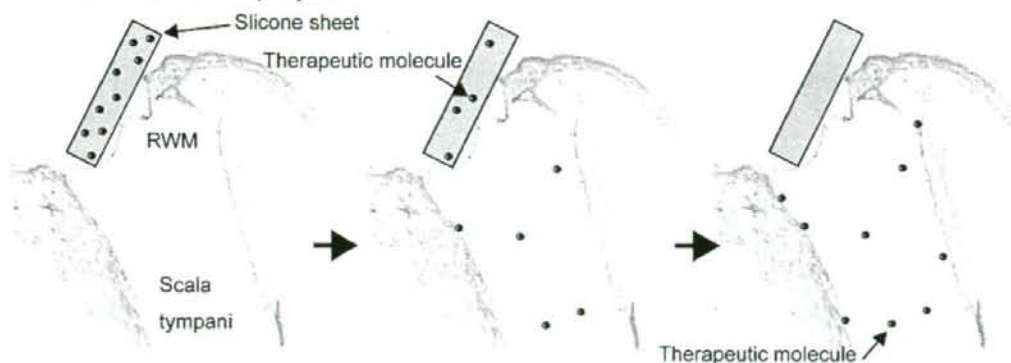 Slicone sheet
Therapeutic molecule
RWM
Scala
tympani
Therapeutic molecule